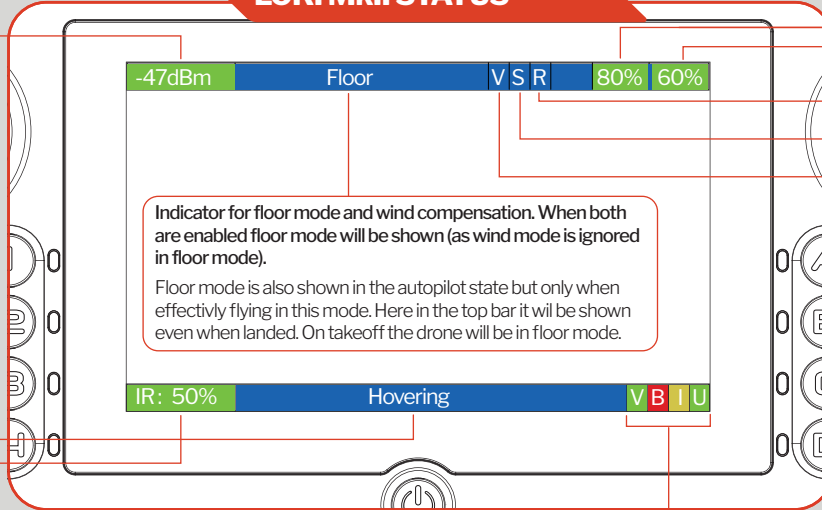 -47dBm Floor V S R 80% 60%
Indicator for floor mode and wind compensation. When both
are enabled floor mode will be shown (as wind mode is ignored
in floor mode).
Floor mode is also shown in the autopilot state but only when
effectivly flying in this mode. Here in the top bar it wil be shown
even when landed. On takeoff the drone will be in floor mode.
2
B
3
C
4
D
IR: 50% Hovering V B I U